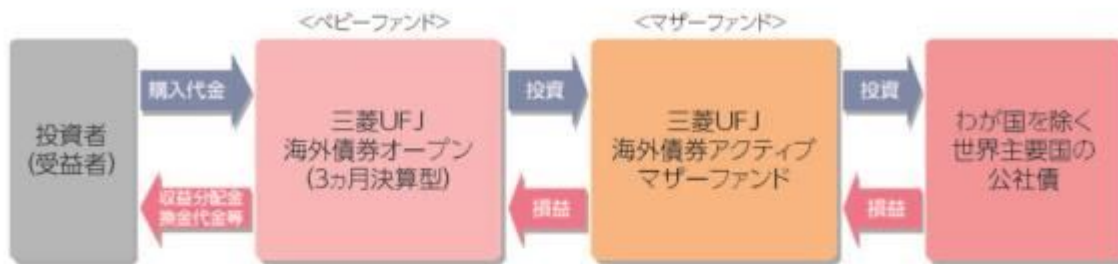 <ベビーファンド>
<マザーファンド>
投資者
(受益者)
購入代金
収益分配金
換金代金等
三菱UFJ
海外債券オープン
(3ヵ月決算型)
投資
損益
三菱UFJ
海外債券アクティブ
マザーファンド
投資
損益
わが国を除く
世界主要国の
公社債